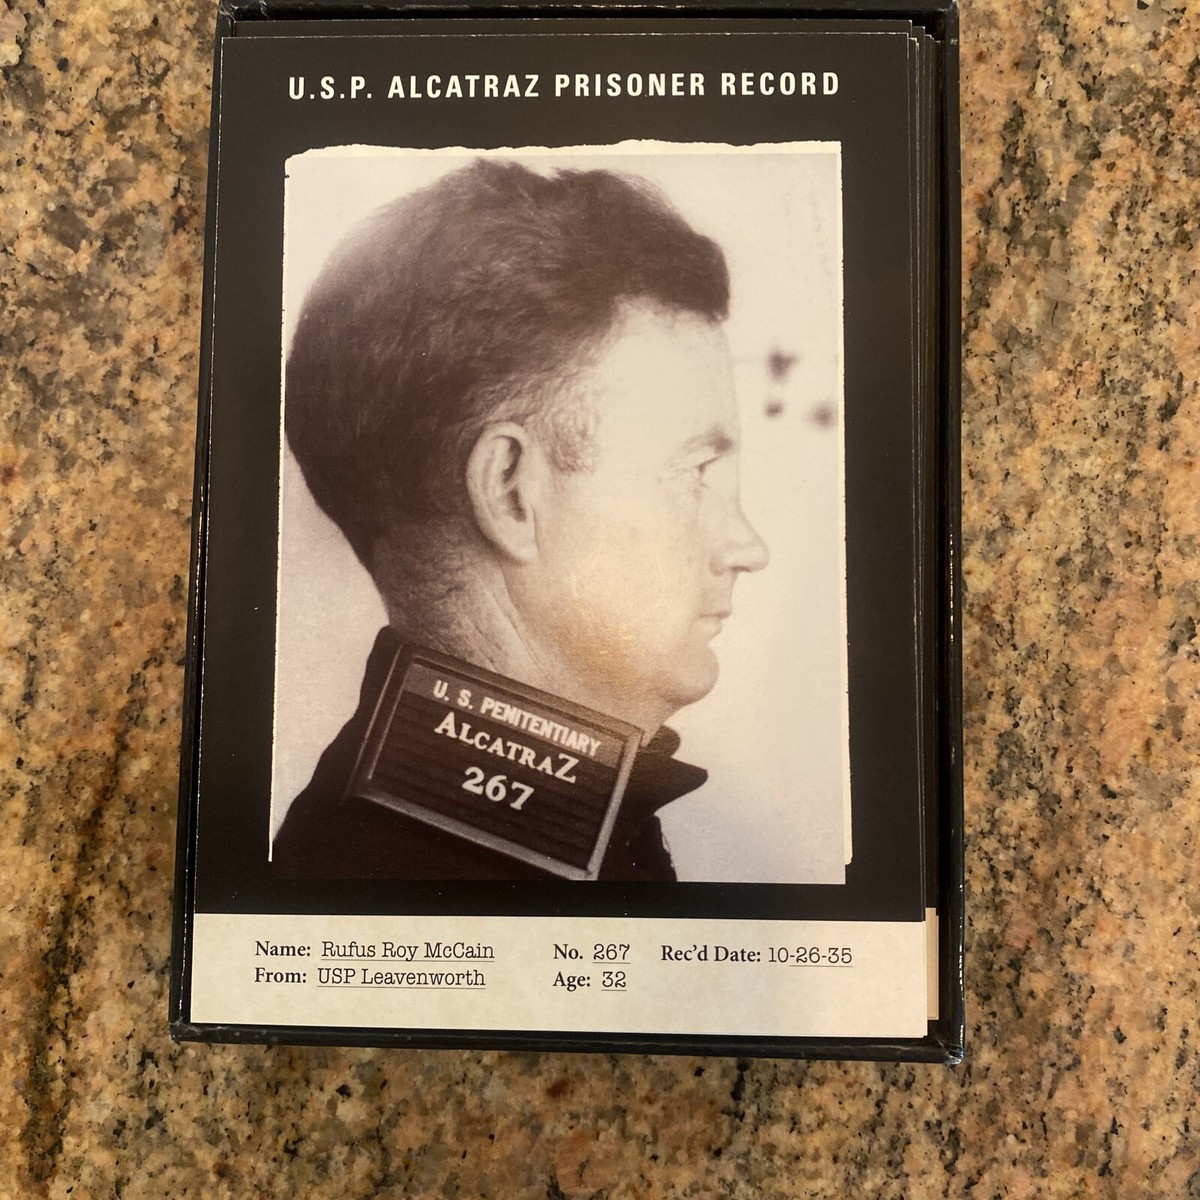 U.S.P. ALCATRAZ PRISONER RECORD
U. S. PENITENTIARY
ALCATRAZ
267
Name: Rufus Roy McCain No. 267 Rec'd Date: 10-26-35
From: USP Leavenworth Age: 32